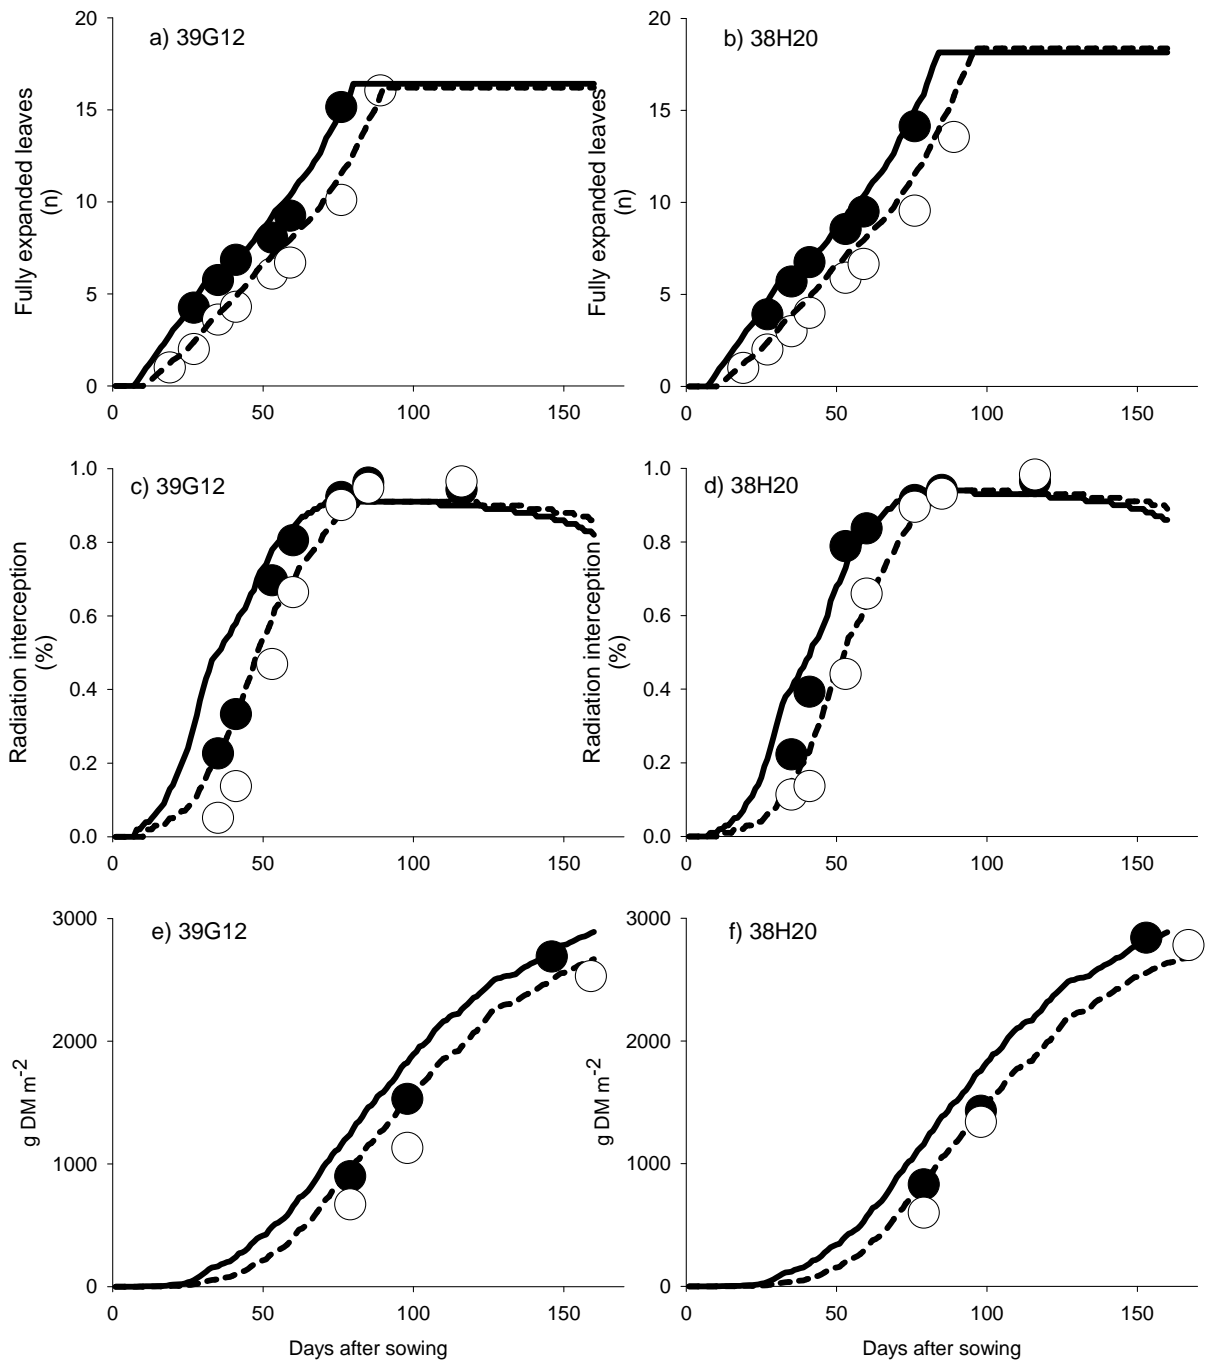 a) 39G12
20
15
10
5
0
0 50 100 150
Fully expanded leaves
(n)
b) 38H20
20
15
10
5
0
0 50 100 150
Fully expanded leaves
(n)
c) 39G12
1.0
0.8
0.6
0.4
0.2
0.0
0 50 100 150
Radiation interception
(%)
d) 38H20
1.0
0.8
0.6
0.4
0.2
0.0
0 50 100 150
Radiation interception
(%)
e) 39G12
3000
2000
1000
0
0 50 100 150
g DM m-2
Days after sowing
f) 38H20
3000
2000
1000
0
0 50 100 150
g DM m-2
Days after sowing